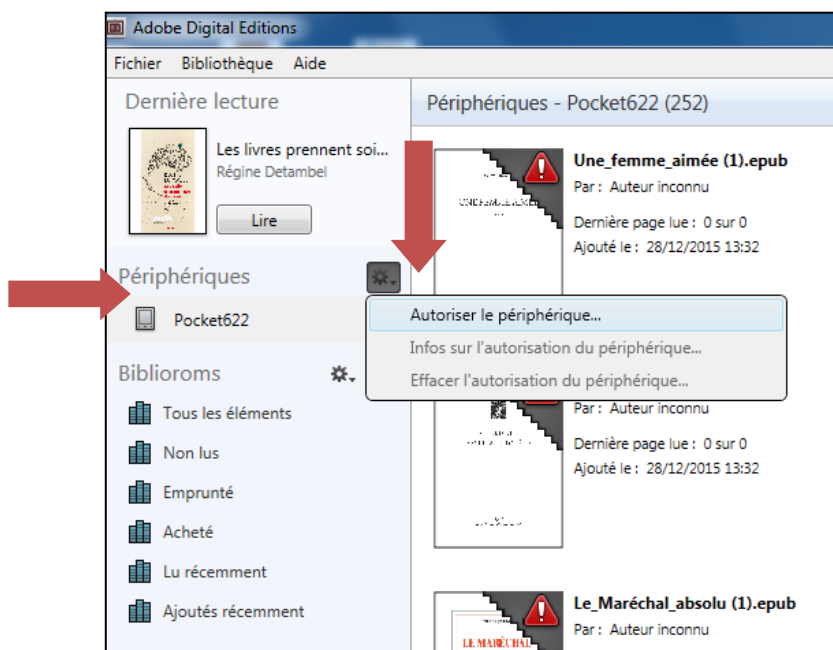 Adobe Digital Editions
Fichier Bibliothèque Aide
Dernière lecture
Les livres prennent soi...
Régine Detambel
Lire
Périphériques
Pocket622
Biblioroms
Tous les éléments
Non lus
Emprunté
Acheté
Lu récemment
Ajoutés récemment
Périphériques - Pocket622 (252)
Une_femme_aimée (1).epub
Par : Auteur inconnu
Dernière page lue : 0 sur 0
Ajouté le : 28/12/2015 13:32
Autoriser le périphérique...
Infos sur l'autorisation du périphérique...
Effacer l'autorisation du périphérique...
Par : Auteur inconnu
Dernière page lue : 0 sur 0
Ajouté le : 28/12/2015 13:32
Le_Maréchal_absolu (1).epub
Par : Auteur inconnu
LE MARÉCHAL